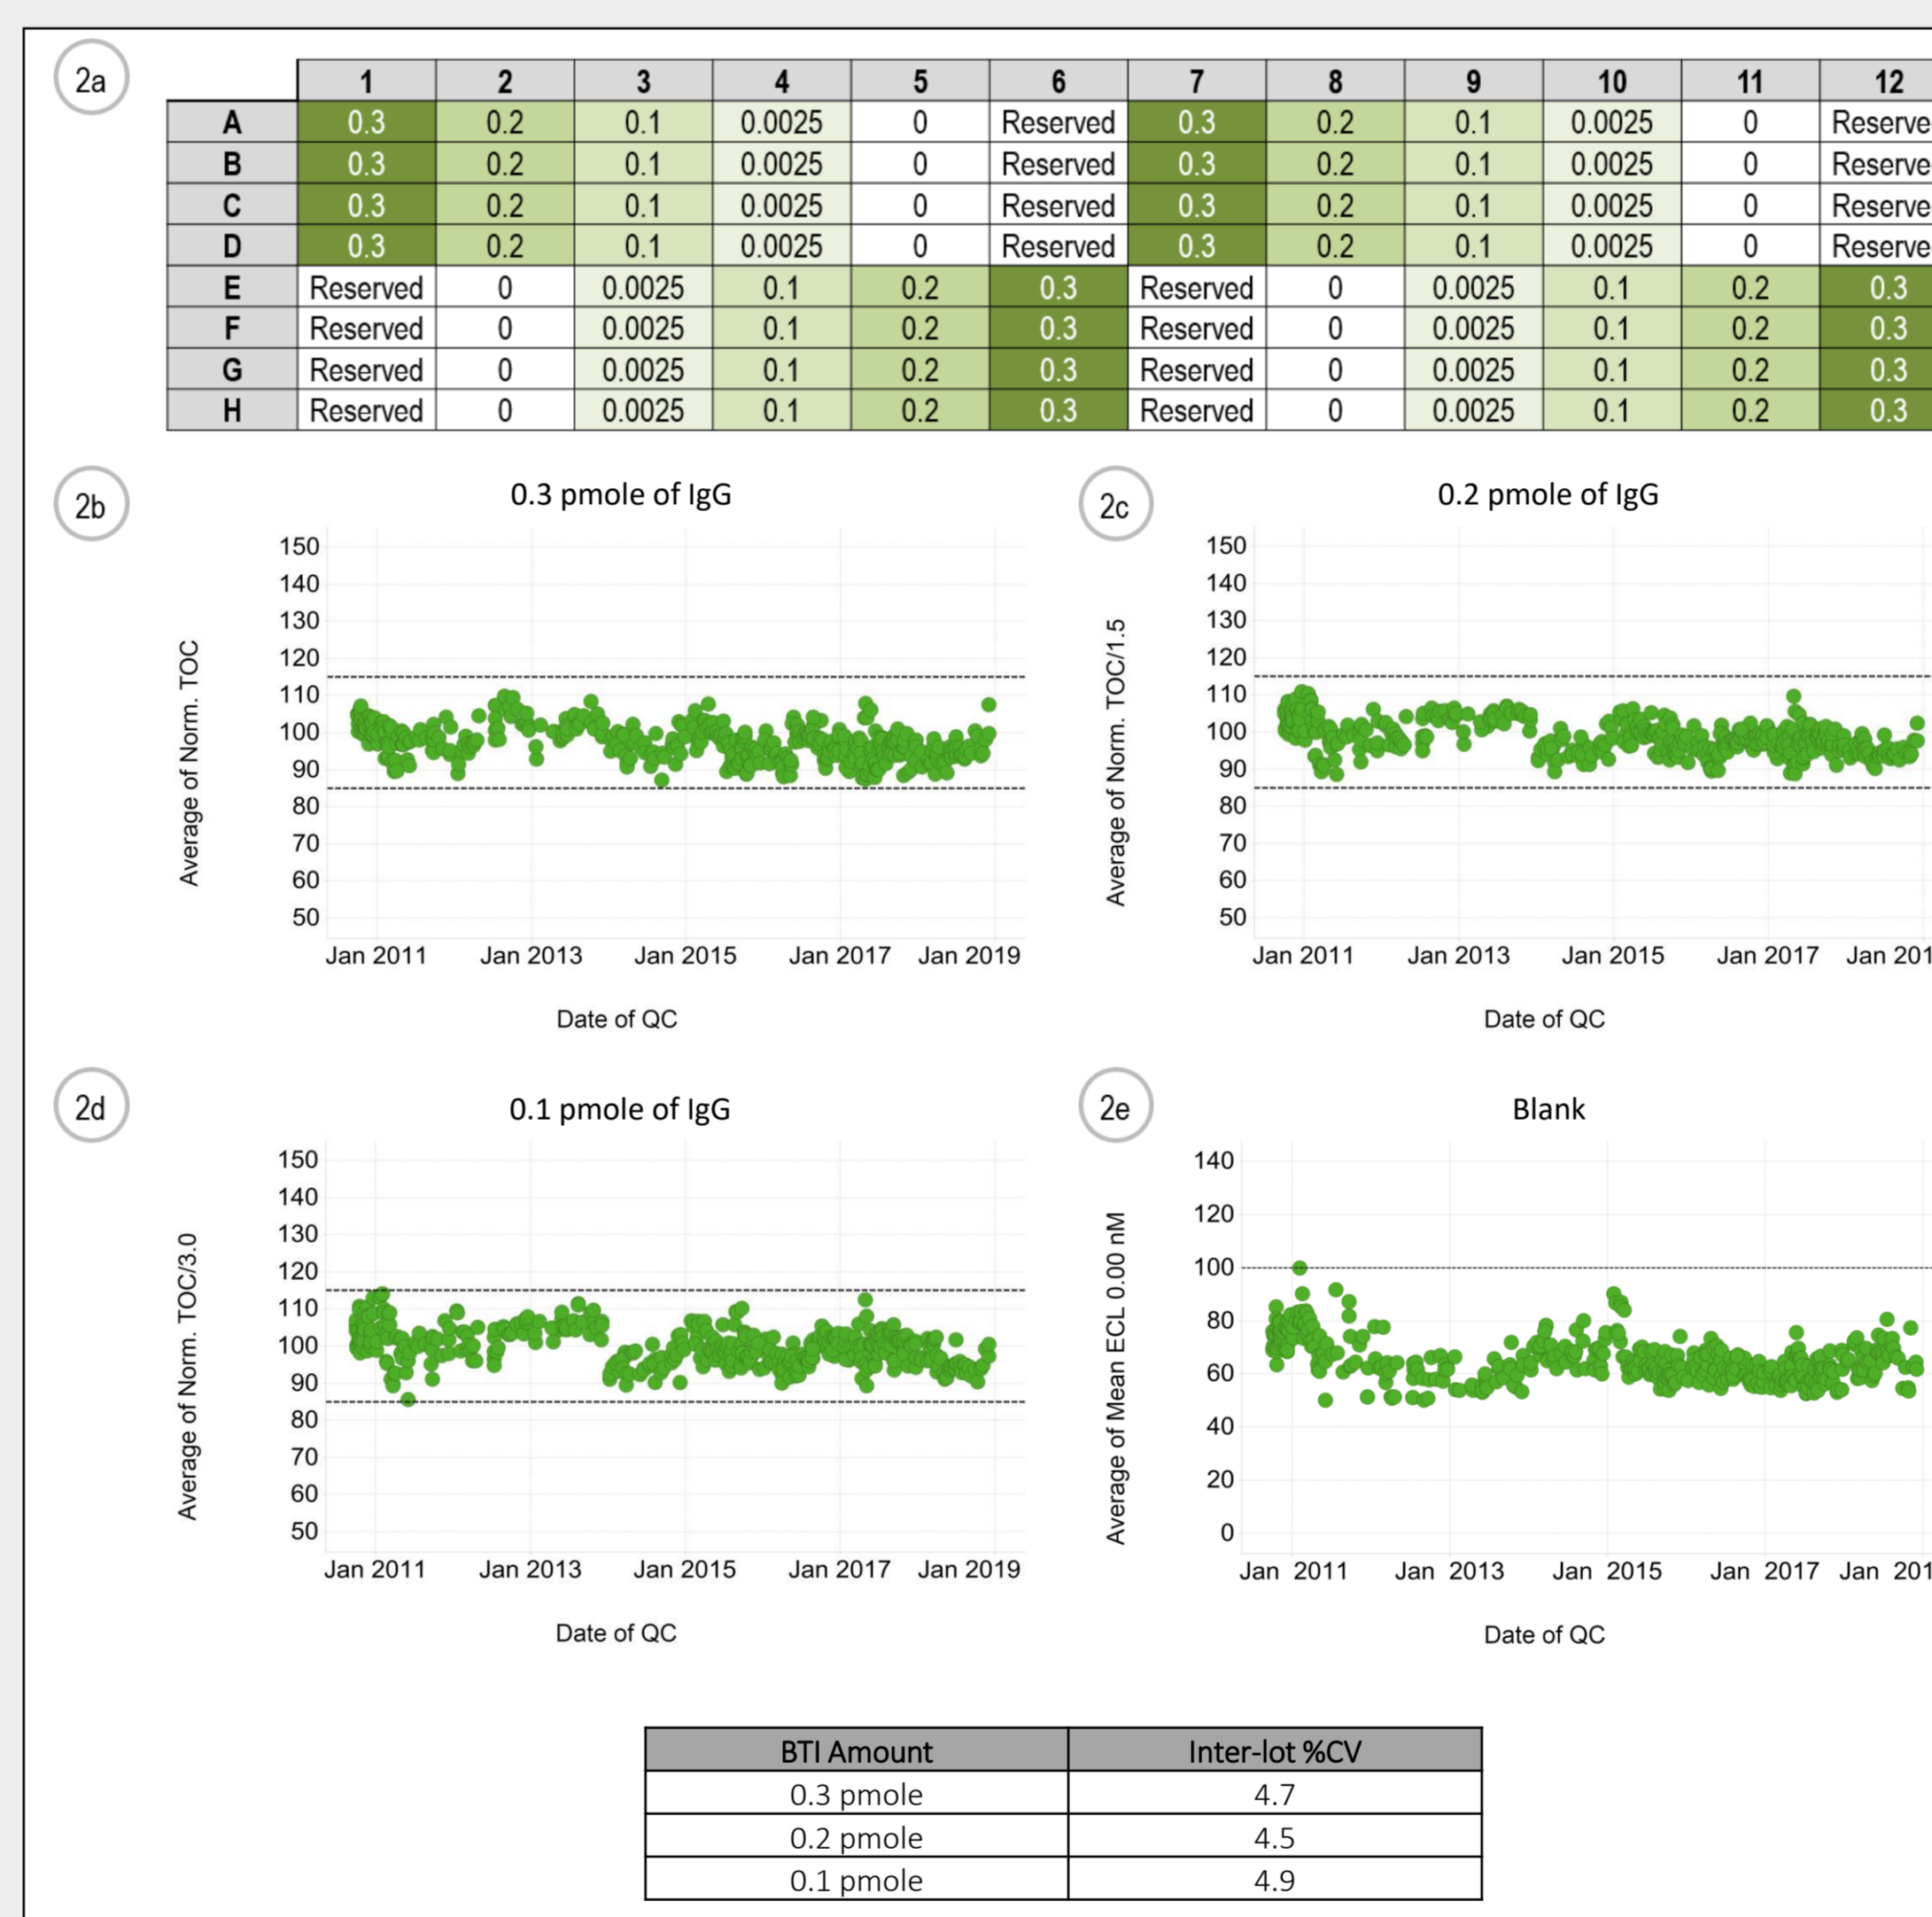 2a
1 2 3 4 5 6 7 8 9 10 11 12
A 0.3 0.2 0.1 0.0025 0 Reserved 0.3 0.2 0.1 0.0025 0 Reserve
B 0.3 0.2 0.1 0.0025 0 Reserved 0.3 0.2 0.1 0.0025 0 Reserve
C 0.3 0.2 0.1 0.0025 0 Reserved 0.3 0.2 0.1 0.0025 0 Reserve
D 0.3 0.2 0.1 0.0025 0 Reserved 0.3 0.2 0.1 0.0025 0 Reserve
E Reserved 0 0.0025 0.1 0.2 0.3 Reserved 0 0.0025 0.1 0.2 0.3
F Reserved 0 0.0025 0.1 0.2 0.3 Reserved 0 0.0025 0.1 0.2 0.3
G Reserved 0 0.0025 0.1 0.2 0.3 Reserved 0 0.0025 0.1 0.2 0.3
H Reserved 0 0.0025 0.1 0.2 0.3 Reserved 0 0.0025 0.1 0.2 0.3
2b
0.3 pmole of IgG
Average of Norm. TOC
150
140
130
120
110
100
90
80
70
60
50
Jan 2011 Jan 2013 Jan 2015 Jan 2017 Jan 2019
Date of QC
2c
0.2 pmole of IgG
Average of Norm. TOC/1.5
150
140
130
120
110
100
90
80
70
60
50
Jan 2011 Jan 2013 Jan 2015 Jan 2017 Jan 201
Date of QC
2d
0.1 pmole of IgG
Average of Norm. TOC/3.0
150
140
130
120
110
100
90
80
70
60
50
Jan 2011 Jan 2013 Jan 2015 Jan 2017 Jan 2019
Date of QC
2e
Blank
Average of Mean ECL 0.00 nM
140
120
100
80
60
40
20
0
Jan 2011 Jan 2013 Jan 2015 Jan 2017 Jan 201
Date of QC
BTI Amount Inter-lot %CV
0.3 pmole 4.7
0.2 pmole 4.5
0.1 pmole 4.9